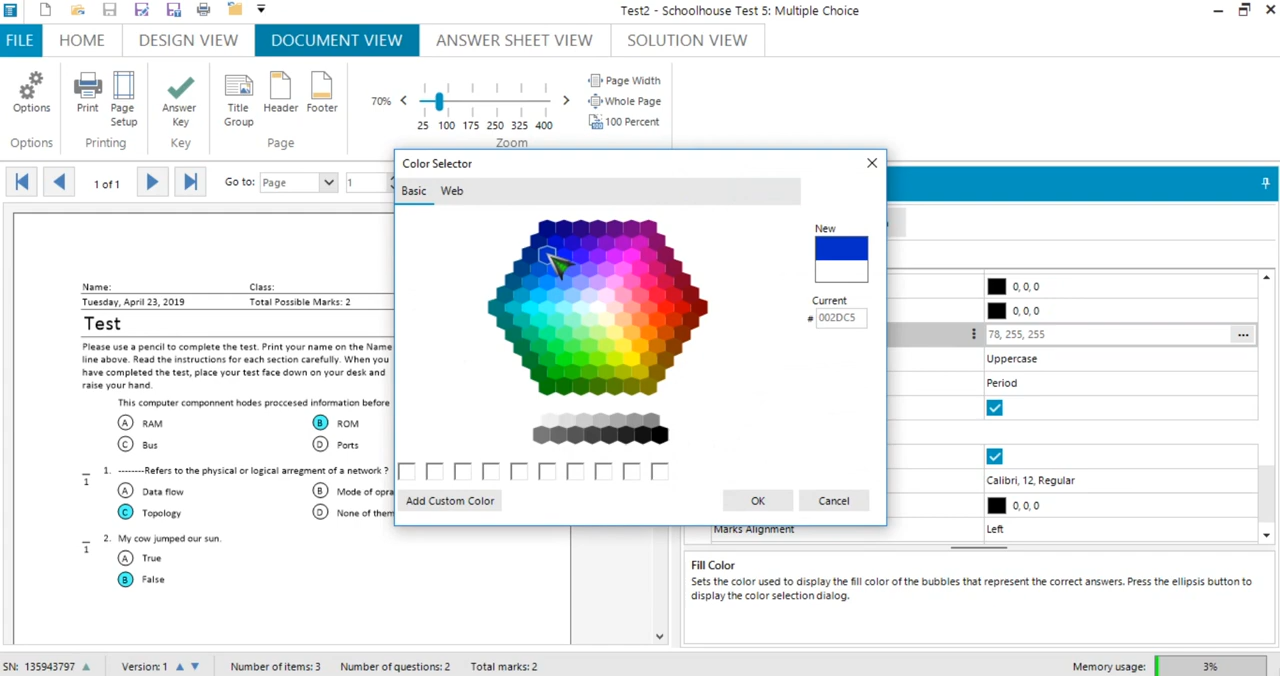 Test2 - Schoolhouse Test 5: Multiple Choice
FILE HOME DESIGN VIEW DOCUMENT VIEW ANSWER SHEET VIEW SOLUTION VIEW
Options Print Page Setup Answer Key Title Group Header Footer
70% 25 100 175 250 325 400
Page Width
Whole Page
100 Percent
Options Printing Key Page Zoom
1 of 1 Go to: Page 1
Color Selector
Basic Web
New
Current
# 002DC5
Add Custom Color OK Cancel
Name: Class:
Tuesday, April 23, 2019 Total Possible Marks: 2
Test
Please use a pencil to complete the test. Print your name on the Name
line above. Read the instructions for each section carefully. When you
have completed the test, place your test face down on your desk and
raise your hand.
This computer componnent hodes proccesed information before
A RAM B ROM
C Bus D Ports
1 1. --------Refers to the physical or logical arregment of a network ?
A Data flow B Mode of opra
C Topology D None of them
1 2. My cow jumped our sun.
A True
B False
0, 0, 0
0, 0, 0
78, 255, 255 ...
Uppercase
Period
Calibri, 12, Regular
0, 0, 0
Marks Alignment Left
Fill Color
Sets the color used to display the fill color of the bubbles that represent the correct answers. Press the ellipsis button to
display the color selection dialog.
SN: 135943797 Version: 1 Number of items: 3 Number of questions: 2 Total marks: 2 Memory usage: 3%